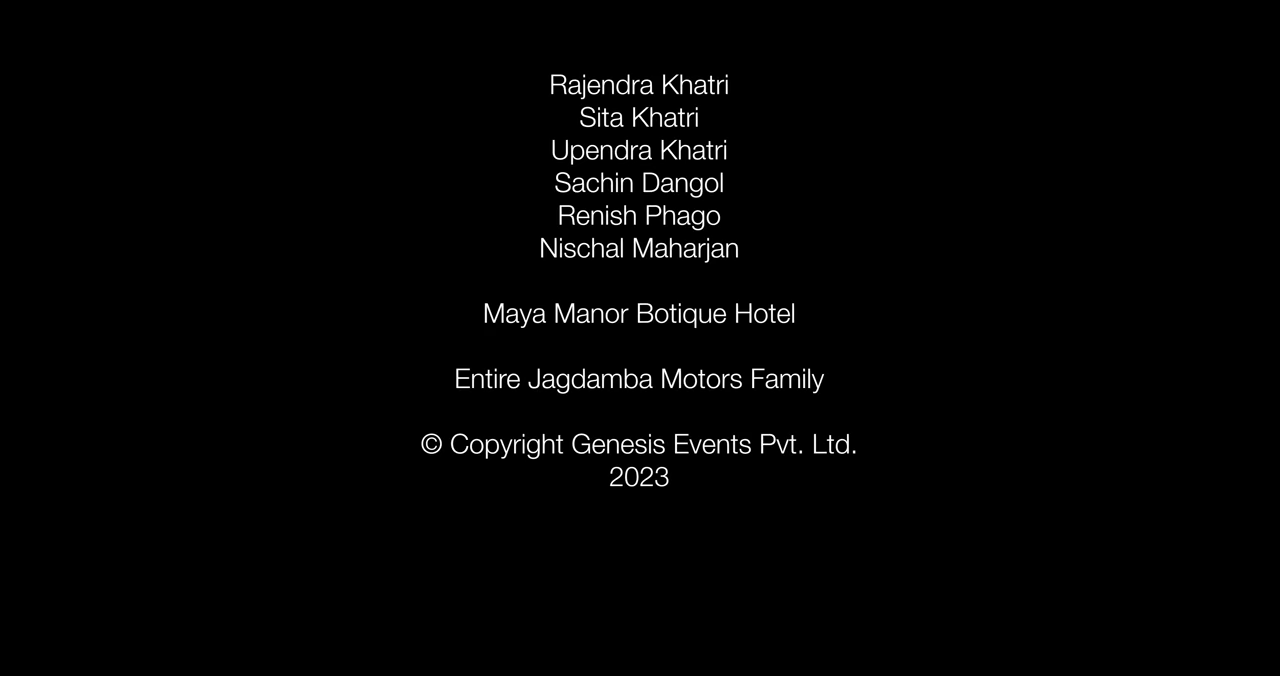 Rajendra Khatri
Sita Khatri
Upendra Khatri
Sachin Dangol
Renish Phago
Nischal Maharjan
Maya Manor Botique Hotel
Entire Jagdamba Motors Family
© Copyright Genesis Events Pvt. Ltd.
2023